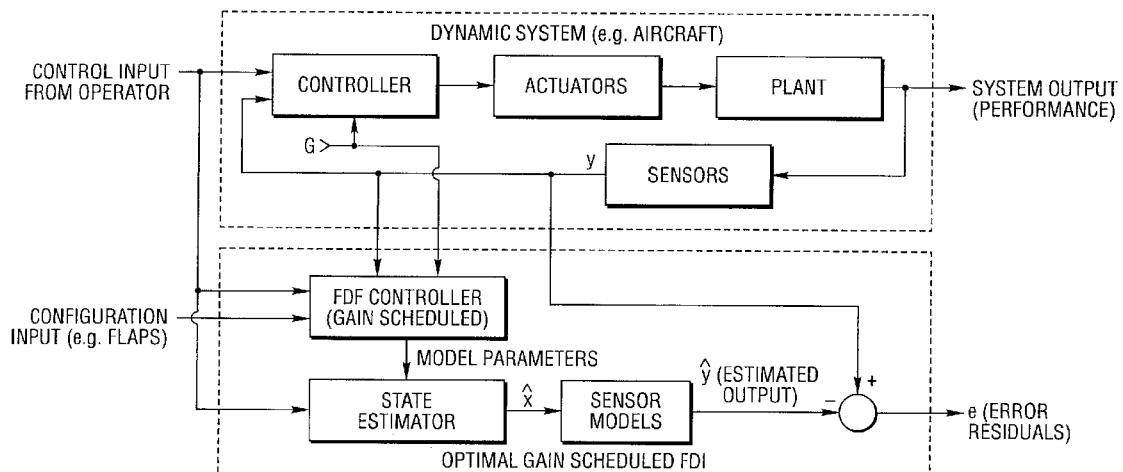 DYNAMIC SYSTEM (e.g. AIRCRAFT)
CONTROL INPUT
FROM OPERATOR
CONTROLLER
ACTUATORS
PLANT
SYSTEM OUTPUT
(PERFORMANCE)
G
y
SENSORS
FDF CONTROLLER
(GAIN SCHEDULED)
CONFIGURATION
INPUT (e.g. FLAPS)
MODEL PARAMETERS
STATE
ESTIMATOR
x̂
SENSOR
MODELS
ŷ (ESTIMATED
OUTPUT)
+
−
e (ERROR
RESIDUALS)
OPTIMAL GAIN SCHEDULED FDI